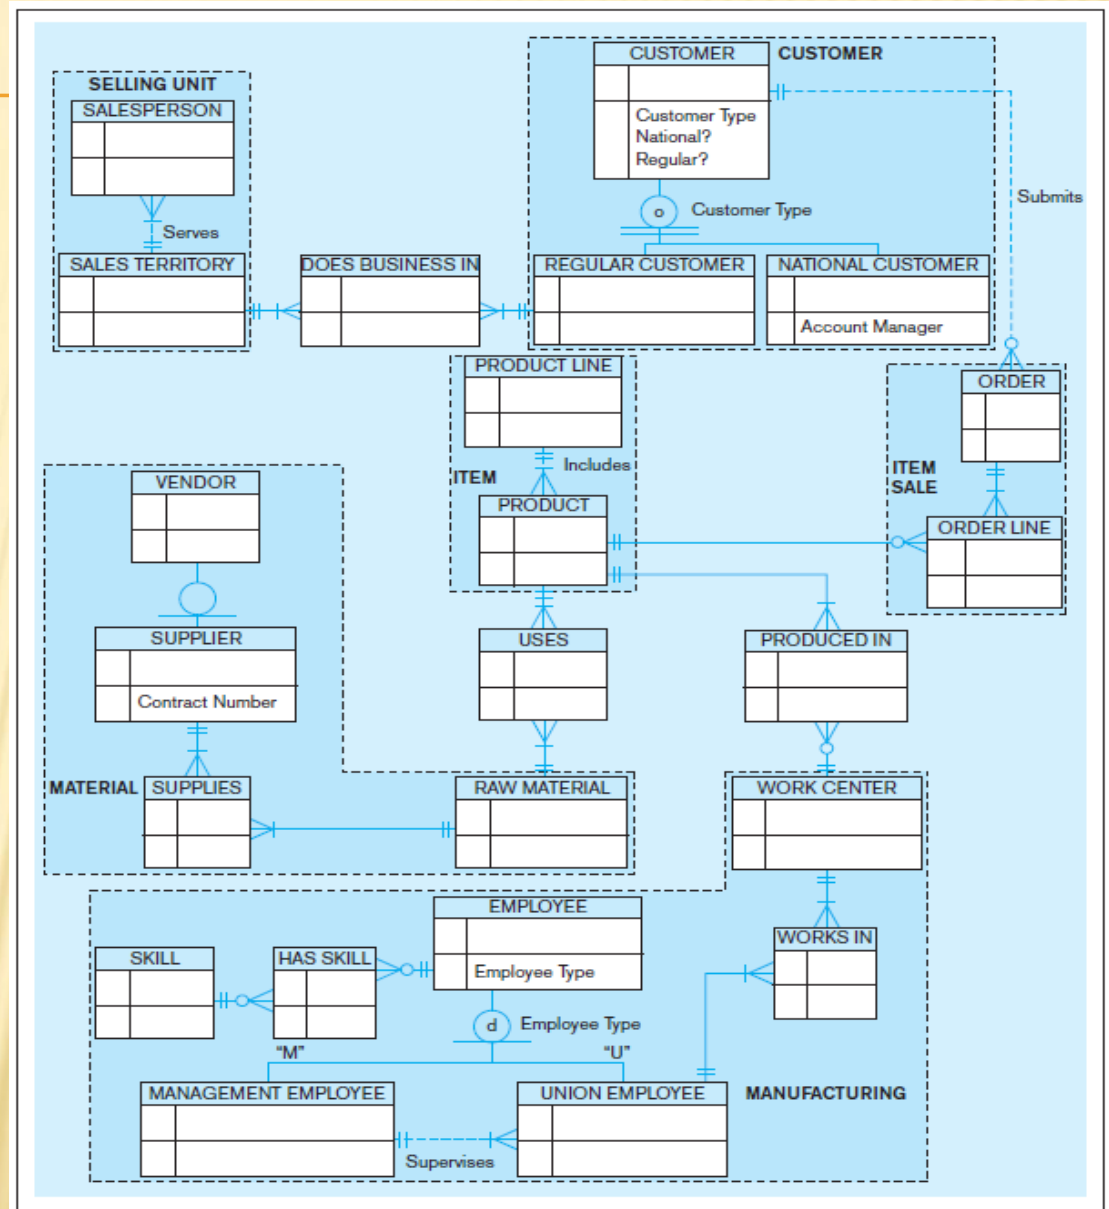 SELLING UNIT
SALESPERSON
Serves
SALES TERRITORY
DOES BUSINESS IN
CUSTOMER
CUSTOMER
Customer Type
National?
Regular?
o
Customer Type
REGULAR CUSTOMER
NATIONAL CUSTOMER
Account Manager
Submits
PRODUCT LINE
Includes
ITEM
PRODUCT
ORDER
ITEM
SALE
ORDER LINE
VENDOR
SUPPLIER
Contract Number
USES
PRODUCED IN
MATERIAL
SUPPLIES
RAW MATERIAL
WORK CENTER
EMPLOYEE
Employee Type
SKILL
HAS SKILL
WORKS IN
d
Employee Type
"M"
"U"
MANAGEMENT EMPLOYEE
UNION EMPLOYEE
MANUFACTURING
Supervises